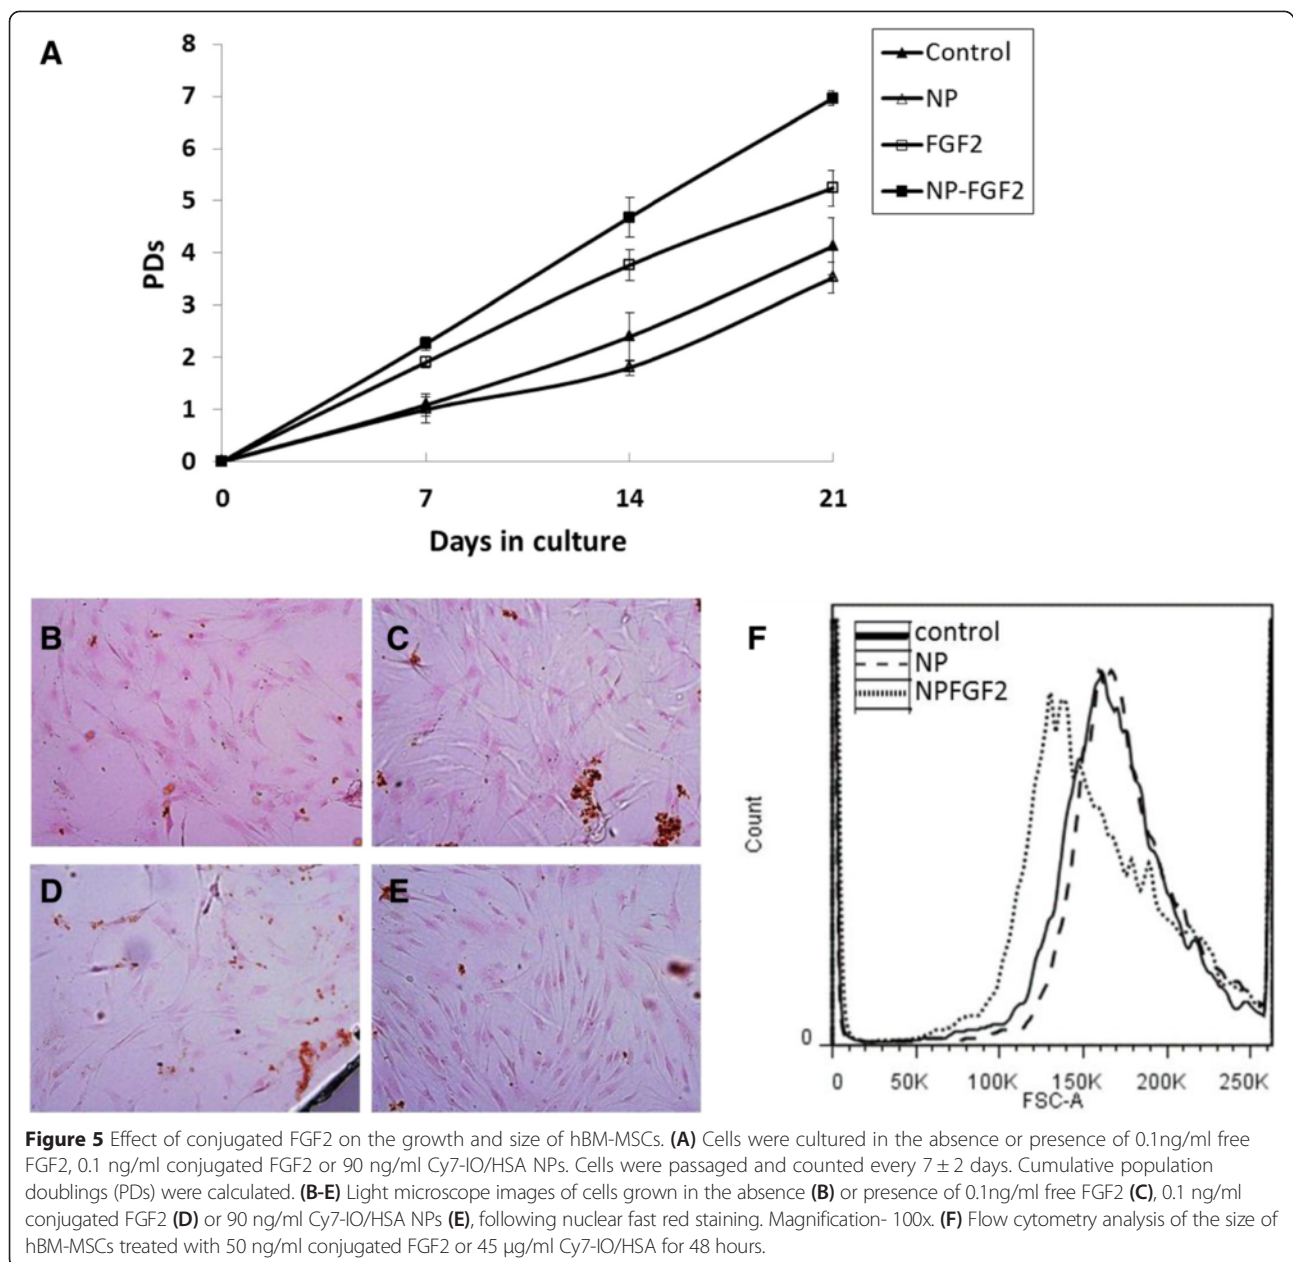 A
8
7
6
5
4
3
2
1
0
PDs
0 7 14 21
Days in culture
Control
NP
FGF2
NP-FGF2
B
C
D
E
F
control
NP
NPFGF2
Count
0
0 50K 100K 150K 200K 250K
FSC-A
Figure 5 Effect of conjugated FGF2 on the growth and size of hBM-MSCs. (A) Cells were cultured in the absence or presence of 0.1ng/ml free
FGF2, 0.1 ng/ml conjugated FGF2 or 90 ng/ml Cy7-IO/HSA NPs. Cells were passaged and counted every 7 ± 2 days. Cumulative population
doublings (PDs) were calculated. (B-E) Light microscope images of cells grown in the absence (B) or presence of 0.1ng/ml free FGF2 (C), 0.1 ng/ml
conjugated FGF2 (D) or 90 ng/ml Cy7-IO/HSA NPs (E), following nuclear fast red staining. Magnification- 100x. (F) Flow cytometry analysis of the size of
hBM-MSCs treated with 50 ng/ml conjugated FGF2 or 45 μg/ml Cy7-IO/HSA for 48 hours.